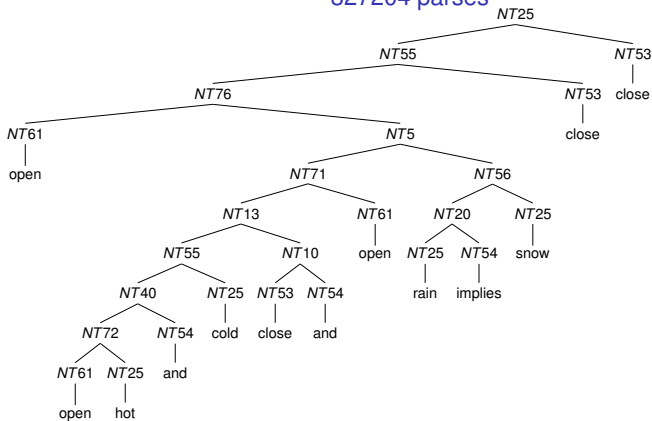 327204 parses
NT25
NT55 NT53
NT76 NT53 close
NT61 NT5 close
open NT71 NT56
NT13 NT61 NT20 NT25
NT55 NT10 open NT25 NT54 snow
NT40 NT25 NT53 NT54 rain implies
NT72 NT54 cold close and
NT61 NT25 and
open hot